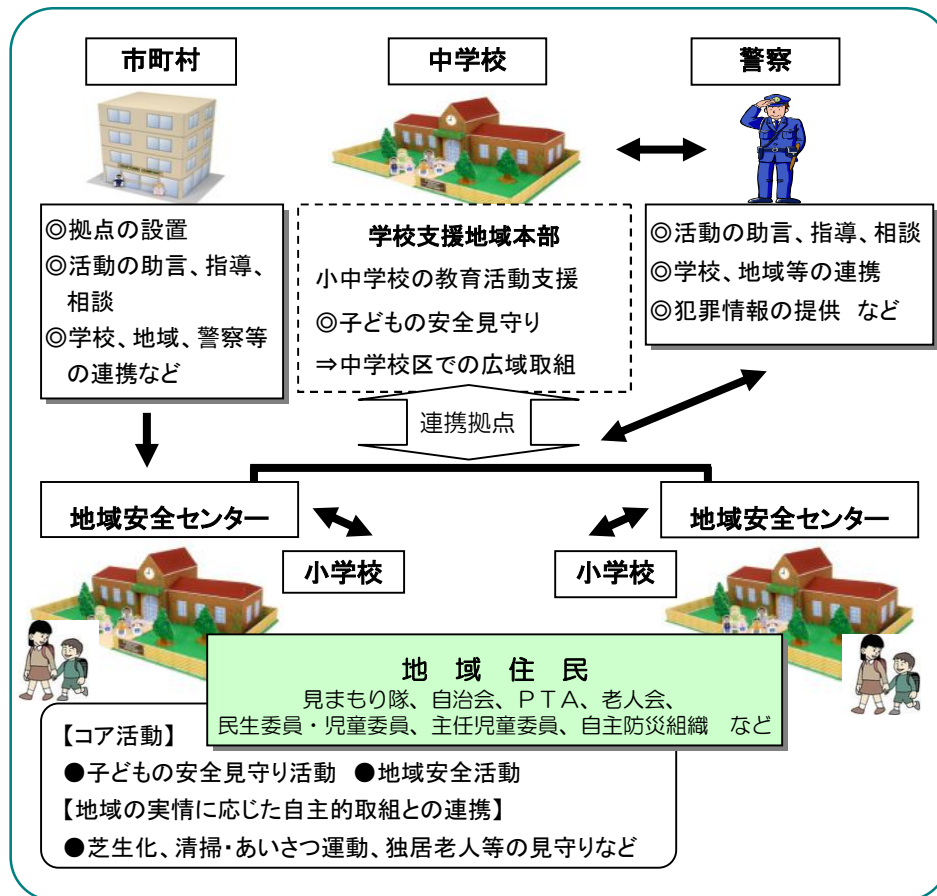 市町村
中学校
警察
◎拠点の設置
◎活動の助言、指導、
相談
◎学校、地域、警察等
の連携など
学校支援地域本部
小中学校の教育活動支援
◎子どもの安全見守り
⇒中学校区での広域取組
◎活動の助言、指導、相談
◎学校、地域等の連携
◎犯罪情報の提供 など
連携拠点
地域安全センター
小学校
小学校
地域安全センター
地 域 住 民
見まもり隊、自治会、PTA、老人会、
民生委員・児童委員、主任児童委員、自主防災組織 など
【コア活動】
●子どもの安全見守り活動 ●地域安全活動
【地域の実情に応じた自主的取組との連携】
●芝生化、清掃・あいさつ運動、独居老人等の見守りなど